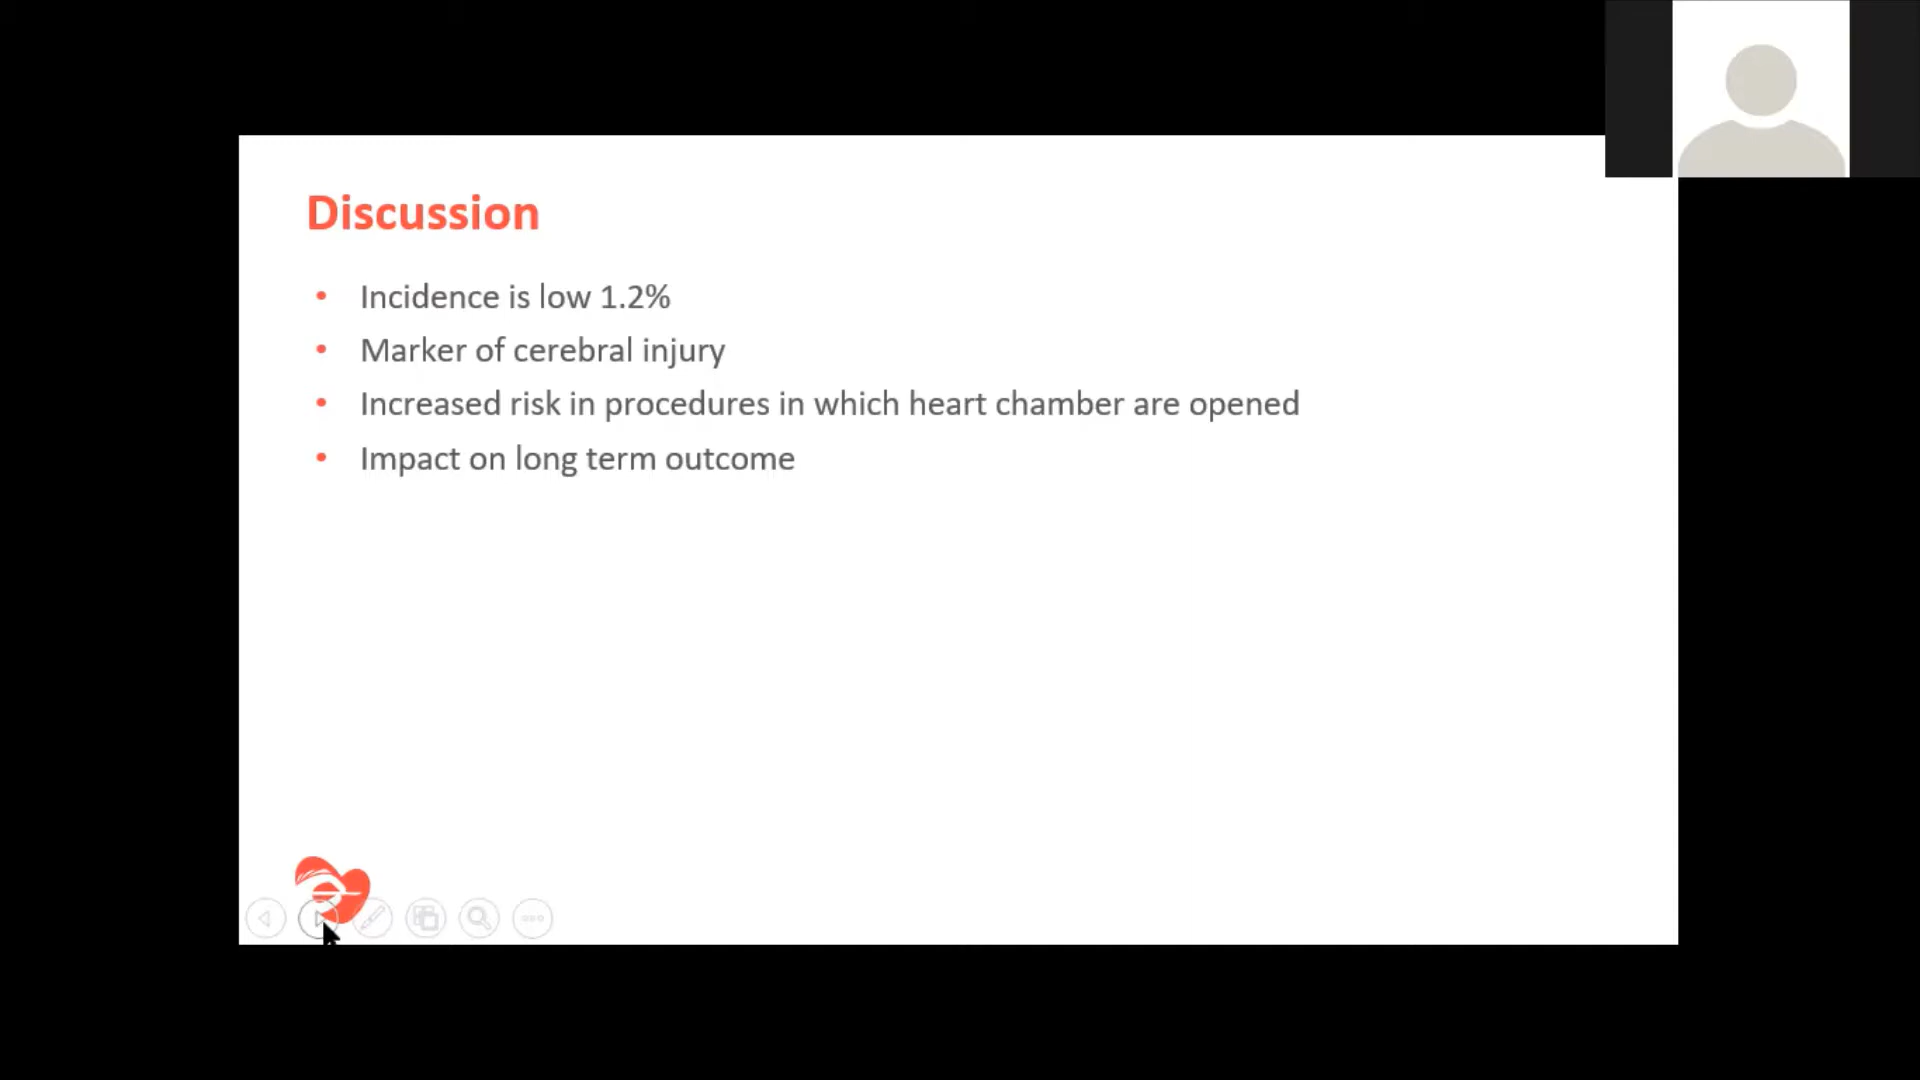 Discussion
• Incidence is low 1.2%
• Marker of cerebral injury
• Increased risk in procedures in which heart chamber are opened
• Impact on long term outcome